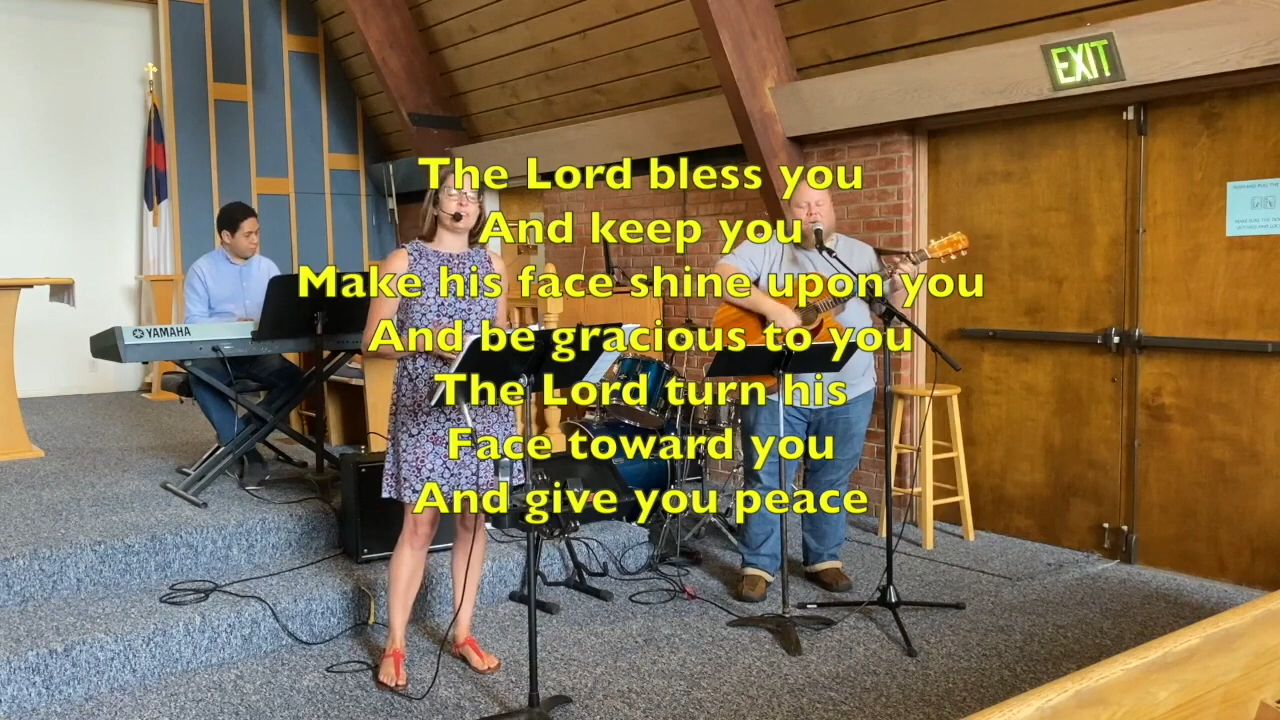 EXIT
The Lord bless you
And keep you
Make his face shine upon you
And be gracious to you
The Lord turn his
Face toward you
And give you peace
YAMAHA